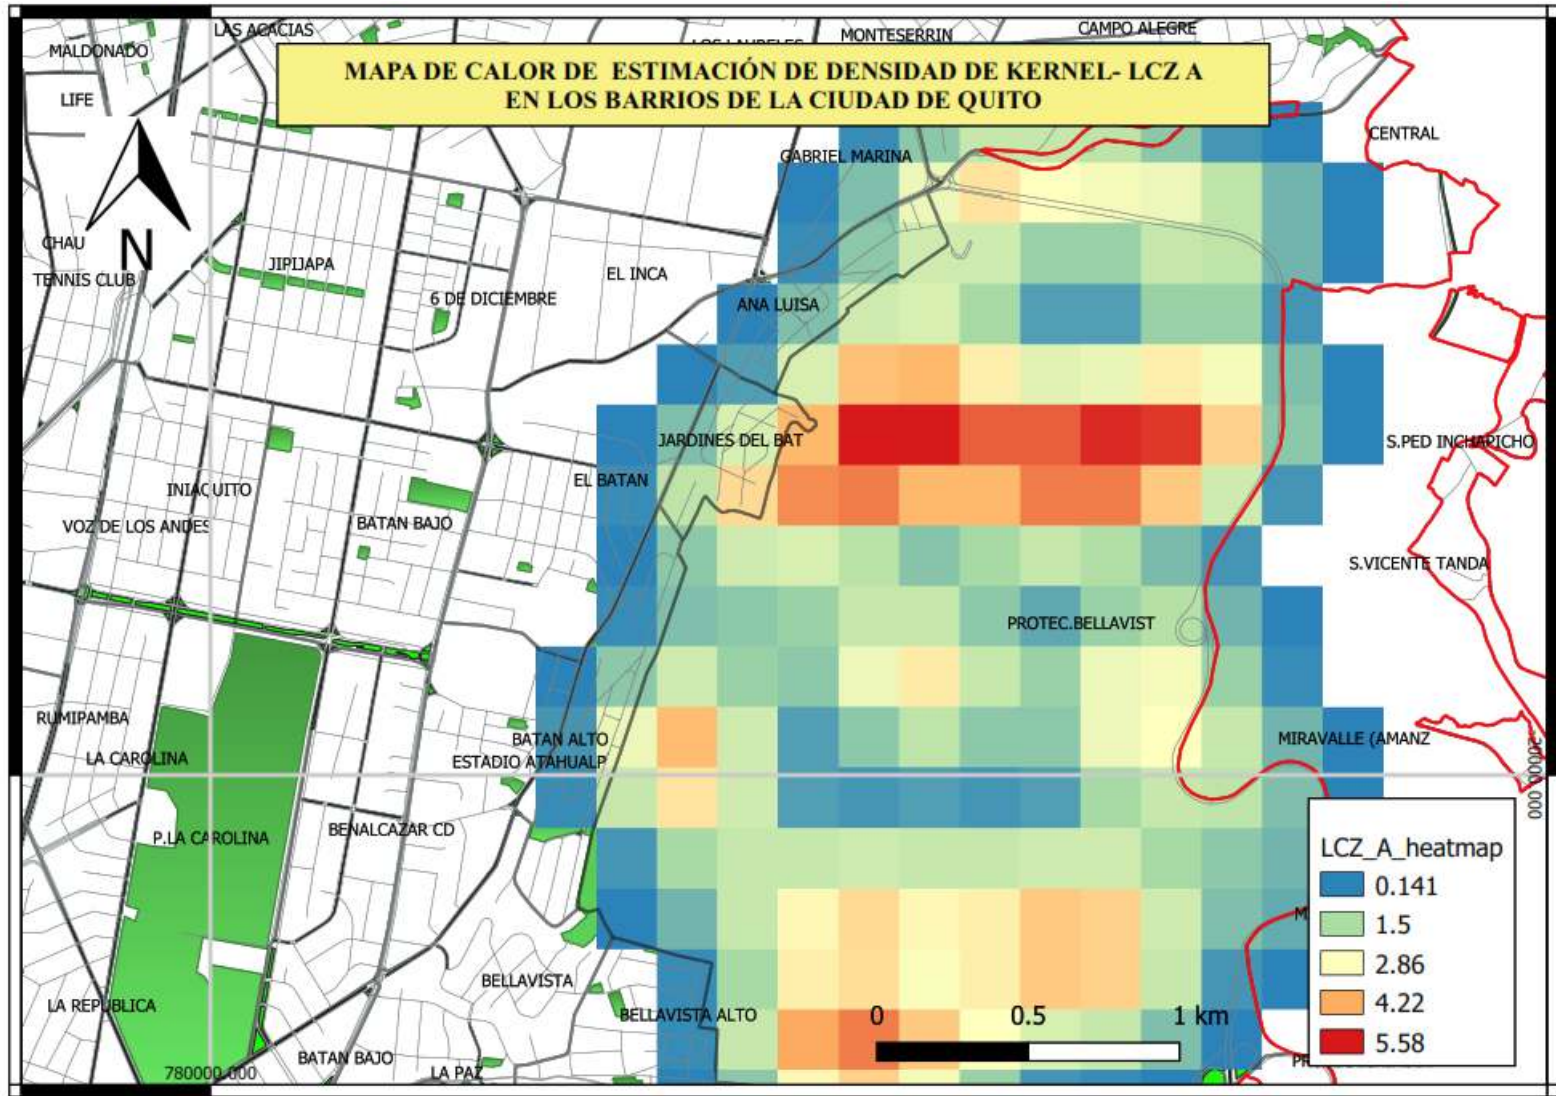 LAS ACACIAS
MALDONADO
MONTESERRIN
CAMPO ALEGRE
MAPA DE CALOR DE ESTIMACIÓN DE DENSIDAD DE KERNEL- LCZ A
EN LOS BARRIOS DE LA CIUDAD DE QUITO
LIFE
CENTRAL
GABRIEL MARINA
N
CHAU
TENNIS CLUB
JIPIJAPA
EL INCA
6 DE DICIEMBRE
ANA LUISA
JARDINES DEL BAT
S.PED INCHAPICHO
EL BATAN
INIAQUITO
VOZ DE LOS ANDES
BATAN BAJO
S.VICENTE TANDA
PROTEC.BELLAVIST
RUMIPAMBA
LA CAROLINA
BATAN ALTO
ESTADIO ATAHUALP
MIRAVALLE (AMANZ
P.LA CAROLINA
BENALCAZAR CD
LCZ_A_heatmap
0.141
1.5
2.86
4.22
5.58
BELLAVISTA
LA REPUBLICA
BELLAVISTA ALTO
0 0.5 1 km
BATAN BAJO
LA PAZ
780000.000